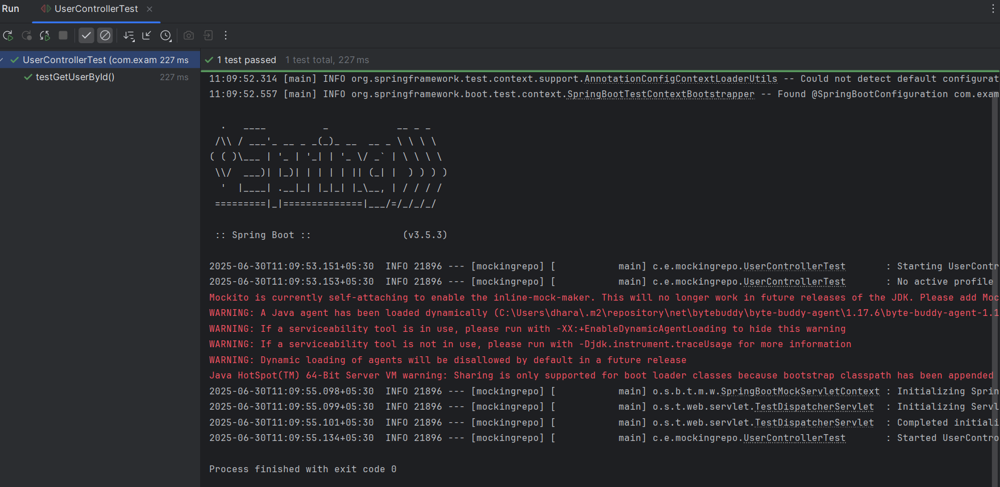 Run UserControllerTest
UserControllerTest (com.exam 227 ms
testGetUserById() 227 ms
1 test passed 1 test total, 227 ms
11:09:52.314 [main] INFO org.springframework.test.context.support.AnnotationConfigContextLoaderUtils -- Could not detect default configurat
11:09:52.557 [main] INFO org.springframework.boot.test.context.SpringBootTestContextBootstrapper -- Found @SpringBootConfiguration com.exam
  .   ____          _            __ _ _
 /\\ / ___'_ __ _ _(_)_ __  __ _ \ \ \ \
( ( )\___ | '_ | '_| | '_ \/ _` | \ \ \ \
 \\/  ___)| |_)| | | | | || (_| |  ) ) ) )
  '  |____| .__|_| |_|_| |_\__, | / / / /
 =========|_|==============|___/=/_/_/_/
 :: Spring Boot ::                (v3.5.3)
2025-06-30T11:09:53.151+05:30  INFO 21896 --- [mockingrepo] [           main] c.e.mockingrepo.UserControllerTest       : Starting UserContr
2025-06-30T11:09:53.153+05:30  INFO 21896 --- [mockingrepo] [           main] c.e.mockingrepo.UserControllerTest       : No active profile
Mockito is currently self-attaching to enable the inline-mock-maker. This will no longer work in future releases of the JDK. Please add Moc
WARNING: A Java agent has been loaded dynamically (C:\Users\dhara\.m2\repository\net\bytebuddy\byte-buddy-agent\1.17.6\byte-buddy-agent-1.1
WARNING: If a serviceability tool is in use, please run with -XX:+EnableDynamicAgentLoading to hide this warning
WARNING: If a serviceability tool is not in use, please run with -Djdk.instrument.traceUsage for more information
WARNING: Dynamic loading of agents will be disallowed by default in a future release
Java HotSpot(TM) 64-Bit Server VM warning: Sharing is only supported for boot loader classes because bootstrap classpath has been appended
2025-06-30T11:09:55.098+05:30  INFO 21896 --- [mockingrepo] [           main] o.s.b.t.m.w.SpringBootMockServletContext : Initializing Sprin
2025-06-30T11:09:55.099+05:30  INFO 21896 --- [mockingrepo] [           main] o.s.t.web.servlet.TestDispatcherServlet  : Initializing Servl
2025-06-30T11:09:55.101+05:30  INFO 21896 --- [mockingrepo] [           main] o.s.t.web.servlet.TestDispatcherServlet  : Completed initiali
2025-06-30T11:09:55.134+05:30  INFO 21896 --- [mockingrepo] [           main] c.e.mockingrepo.UserControllerTest       : Started UserContro
Process finished with exit code 0